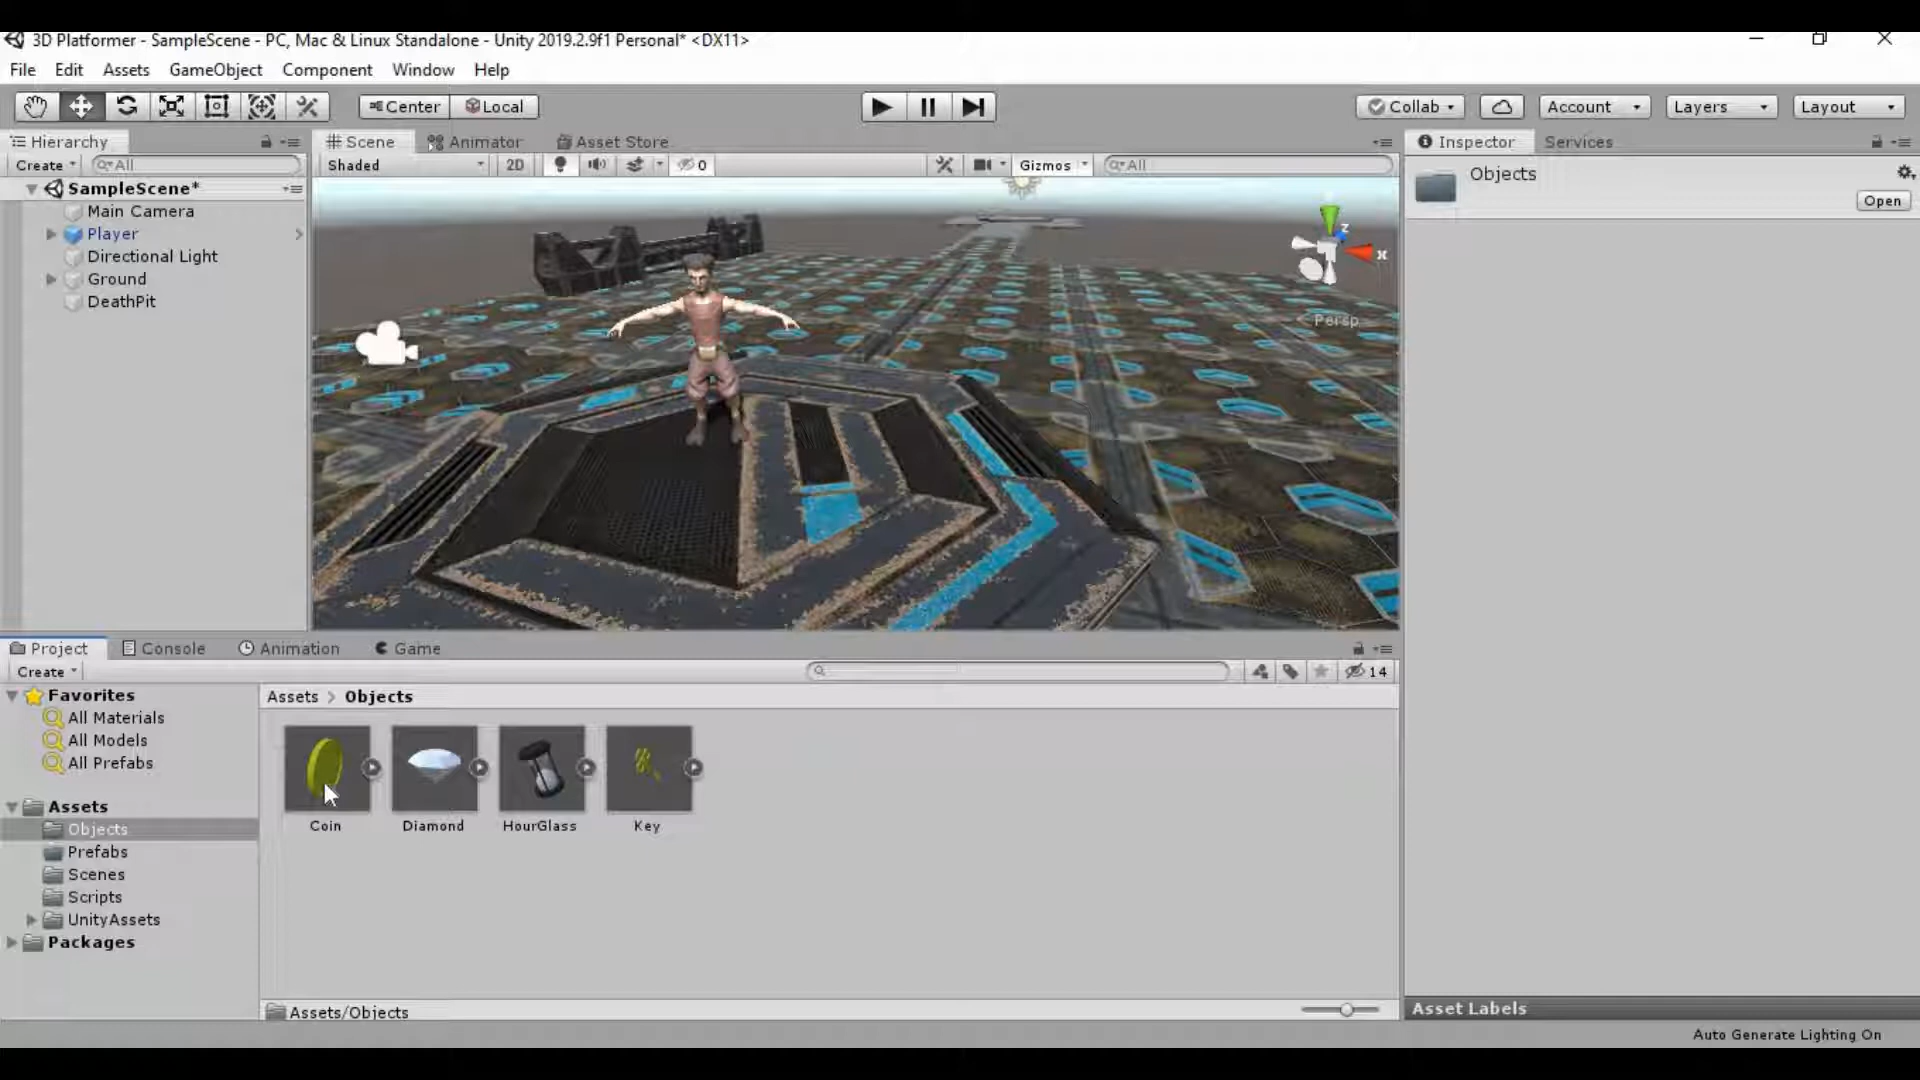 3D Platformer - SampleScene - PC, Mac & Linux Standalone - Unity 2019.2.9f1 Personal* <DX11>
File Edit Assets GameObject Component Window Help
Center Local Collab Account Layers Layout
Hierarchy
Create All
SampleScene*
Main Camera
Player
Directional Light
Ground
DeathPit
Scene Animator Asset Store
Shaded 2D 0 Gizmos All
z
x
Persp
Inspector Services
Objects
Open
Project Console Animation Game
Create 14
Favorites
All Materials
All Models
All Prefabs
Assets
Objects
Prefabs
Scenes
Scripts
UnityAssets
Packages
Assets > Objects
Coin Diamond HourGlass Key
Assets/Objects
Asset Labels
Auto Generate Lighting On